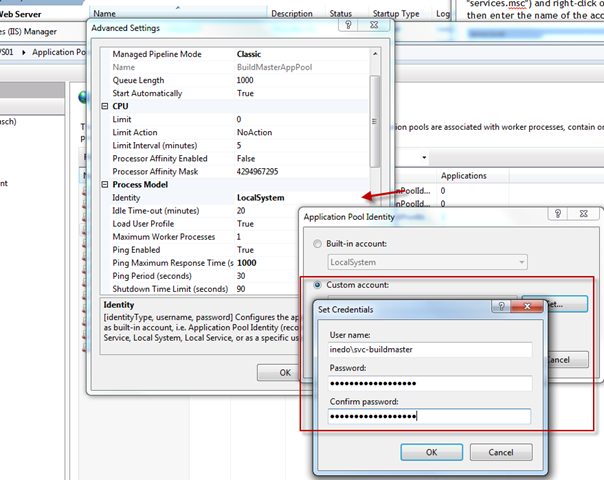 Web Server
Name Description Status Startup Type Log
"services.msc") and right-click o
then enter the name of the acc
es (IIS) Manager
VS01 Application Poo
Advanced Settings
Managed Pipeline Mode Classic
Name BuildMasterAppPool
Queue Length 1000
Start Automatically True
CPU
Limit 0
Limit Action NoAction
Limit Interval (minutes) 5
Processor Affinity Enabled False
Processor Affinity Mask 4294967295
Process Model
Identity LocalSystem
Idle Time-out (minutes) 20
Load User Profile True
Maximum Worker Processes 1
Ping Enabled True
Ping Maximum Response Time (s 1000
Ping Period (seconds) 30
Shutdown Time Limit (seconds) 90
Identity
[identityType, username, password] Configures the ap
as built-in account, i.e. Application Pool Identity (reco
Service, Local System, Local Service, or as a specific us
OK
sch)
nt
ion pools are associated with worker processes, contain or
Applications
nPoolId... 0
nPoolId... 0
Application Pool Identity
Built-in account:
LocalSystem
Custom account:
et...
ancel
Set Credentials
User name:
inedo\svc-buildmaster
Password:
••••••••••••••••••
Confirm password:
••••••••••••••••••
OK Cancel